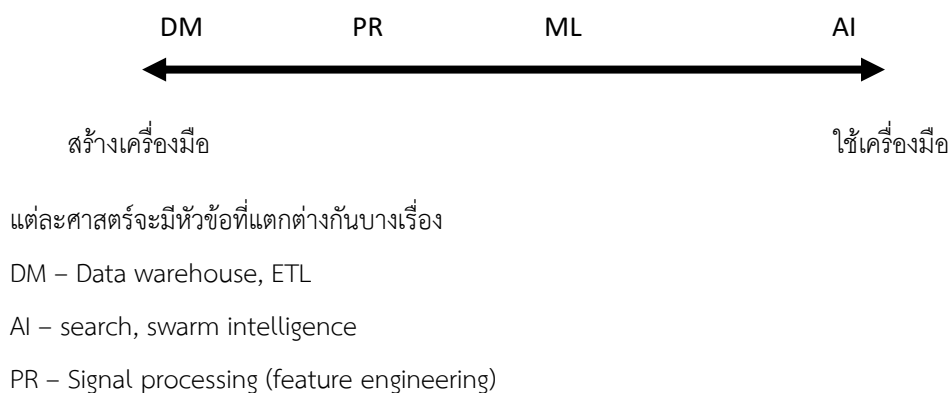 DM PR ML AI
สร้างเครื่องมือ ใช้เครื่องมือ
แต่ละศาสตร์จะมีหัวข้อที่แตกต่างกันบางเรื่อง
DM – Data warehouse, ETL
AI – search, swarm intelligence
PR – Signal processing (feature engineering)